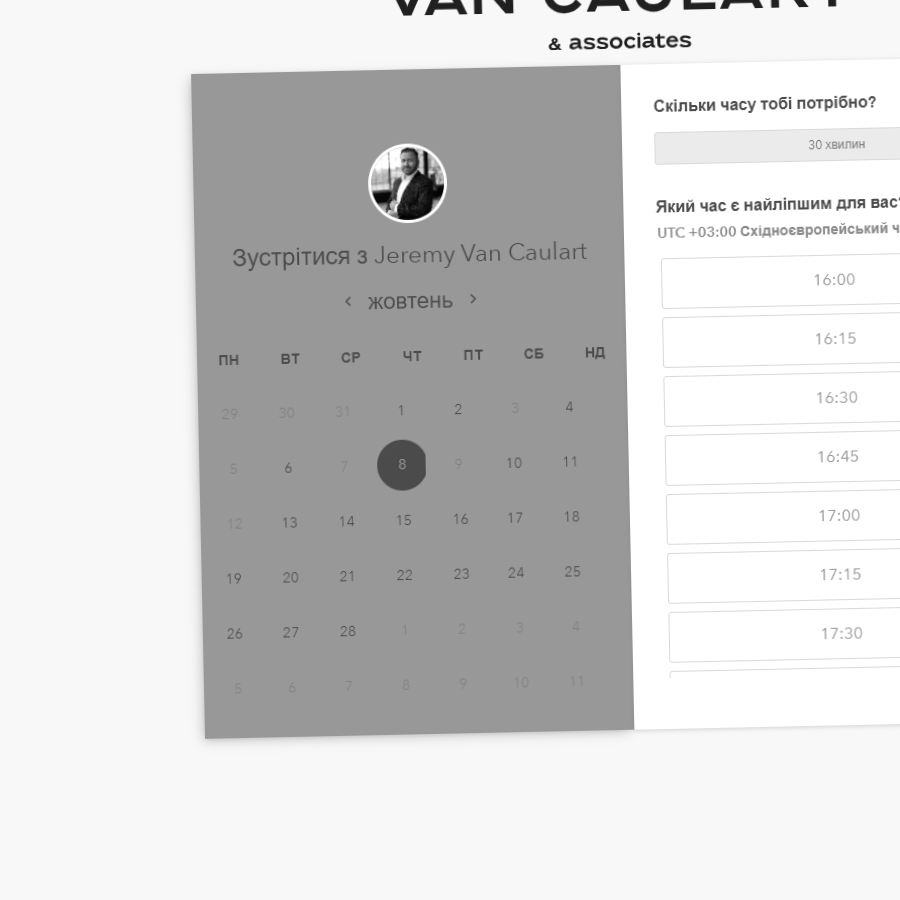 VAN CAULART
& associates
Зустрітися з Jeremy Van Caulart
жовтень
ПН ВТ СР ЧТ ПТ СБ НД
29 30 31 1 2 3 4
5 6 7 8 9 10 11
12 13 14 15 16 17 18
19 20 21 22 23 24 25
26 27 28 1 2 3 4
5 6 7 8 9 10 11
Скільки часу тобі потрібно?
30 хвилин
Який час є найліпшим для вас?
UTC +03:00 Східноєвропейський
16:00
16:15
16:30
16:45
17:00
17:15
17:30